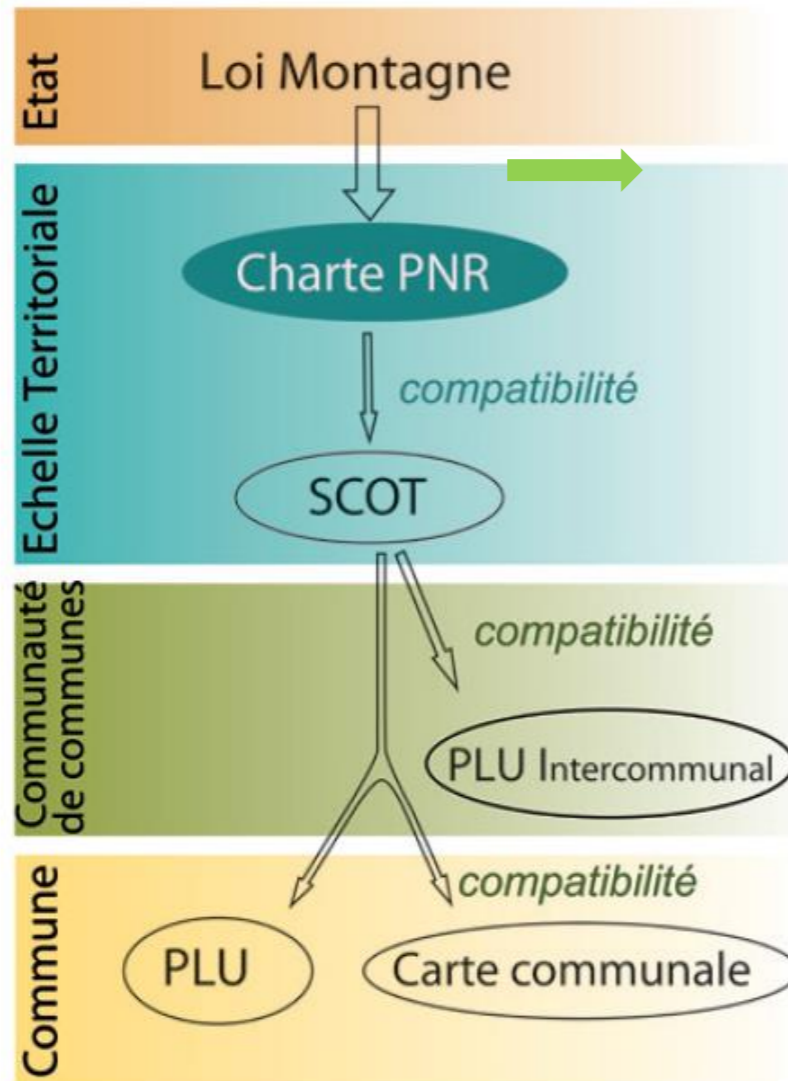 Etat
Loi Montagne
Echelle Territoriale
Charte PNR
compatibilité
SCOT
Communauté
de communes
compatibilité
PLU Intercommunal
Commune
compatibilité
PLU
Carte communale